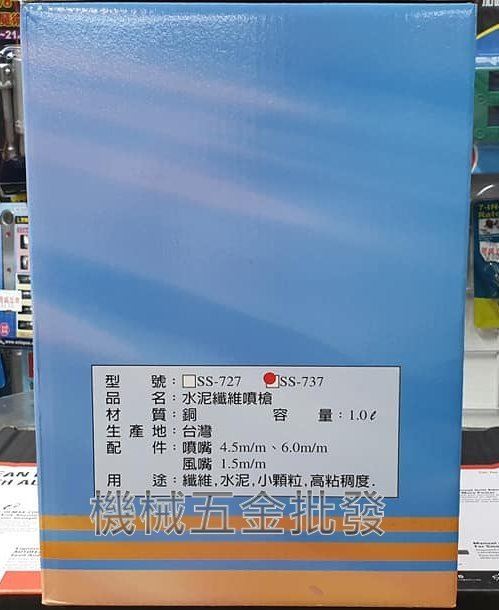 型 號：□SS-727 □SS-737
品 名：水泥纖維噴槍
材 質：銅 容 量：1.0ℓ
生 產 地：台灣
配 件：噴嘴 4.5m/m、6.0m/m
風嘴 1.5m/m
用 途：纖維,水泥,小顆粒,高粘稠度.
機械五金批發